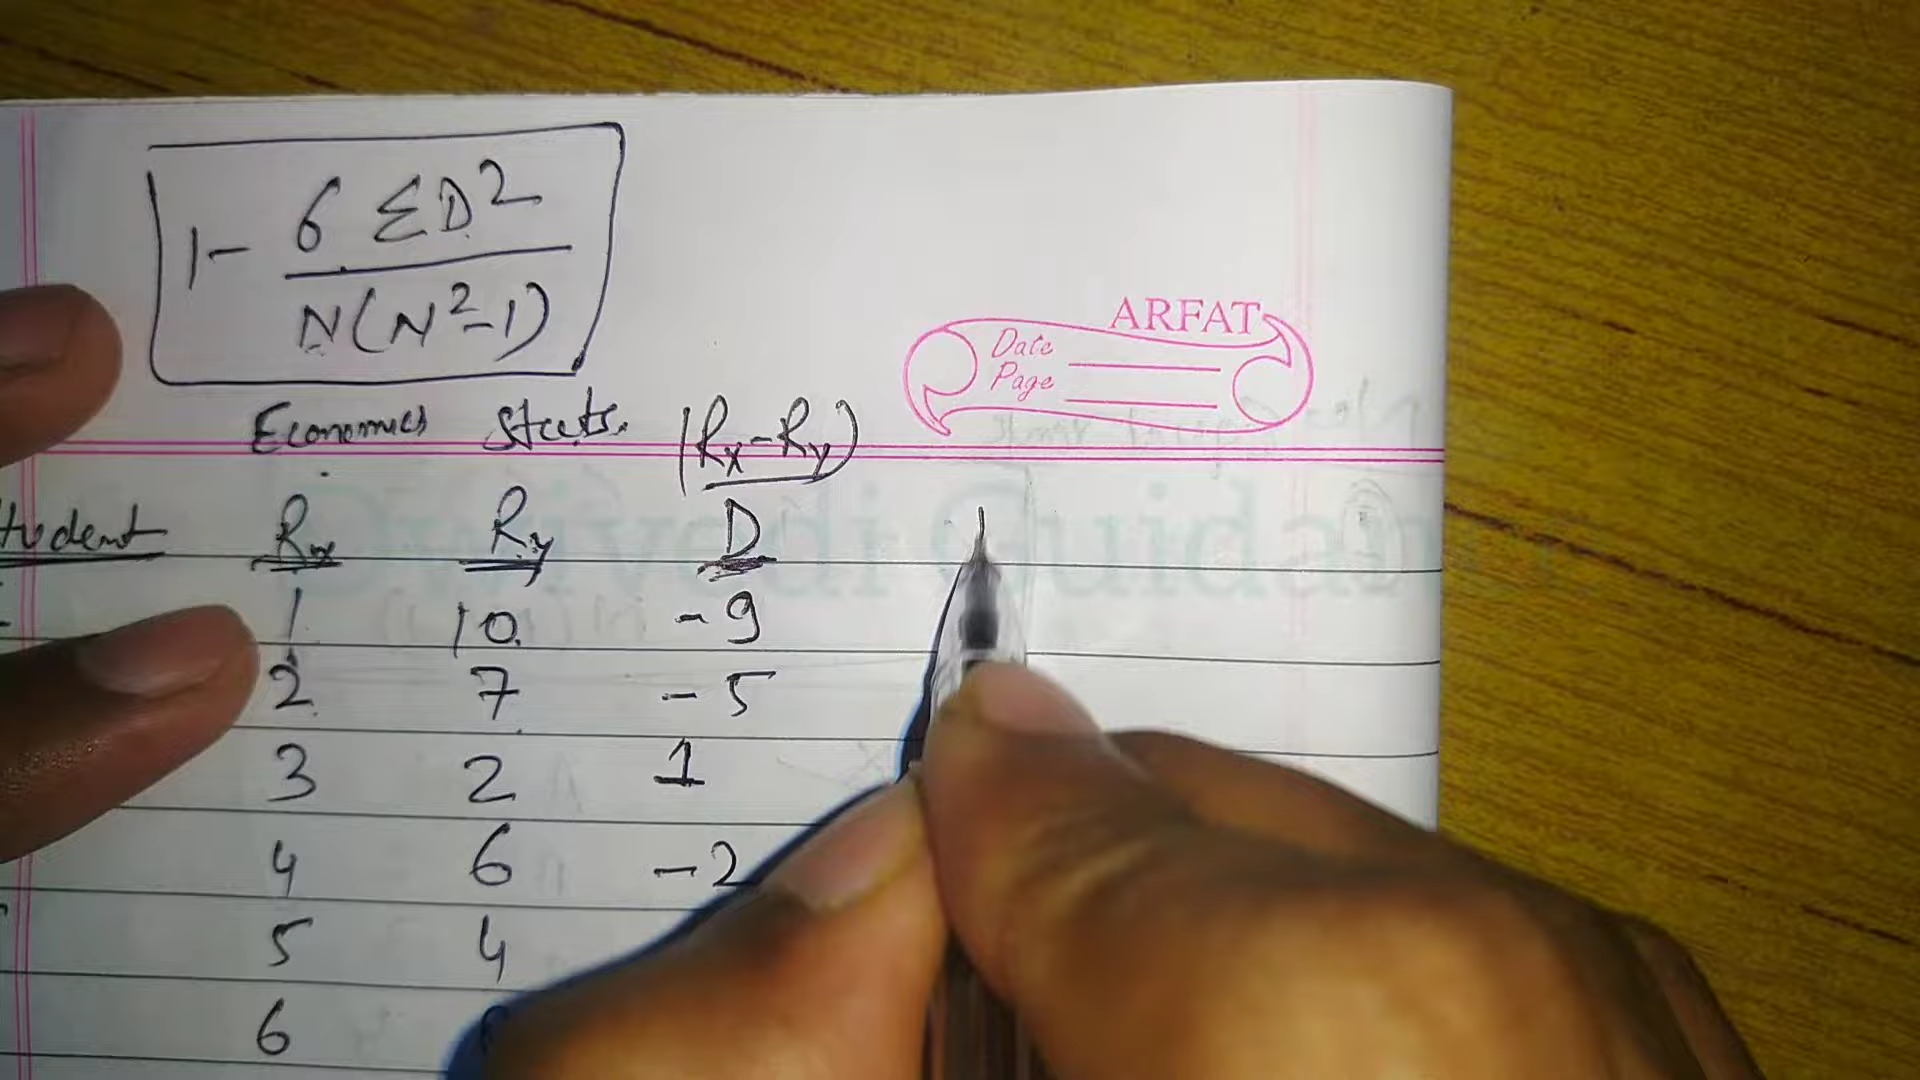 1 - 6 ΣD² / N(N²-1)
ARFAT
Date
Page
Economics Stats. (Rx-Ry)
tudent Rx Ry D
1 10 -9
2 7 -5
3 2 1
4 6 -2
5 4
6